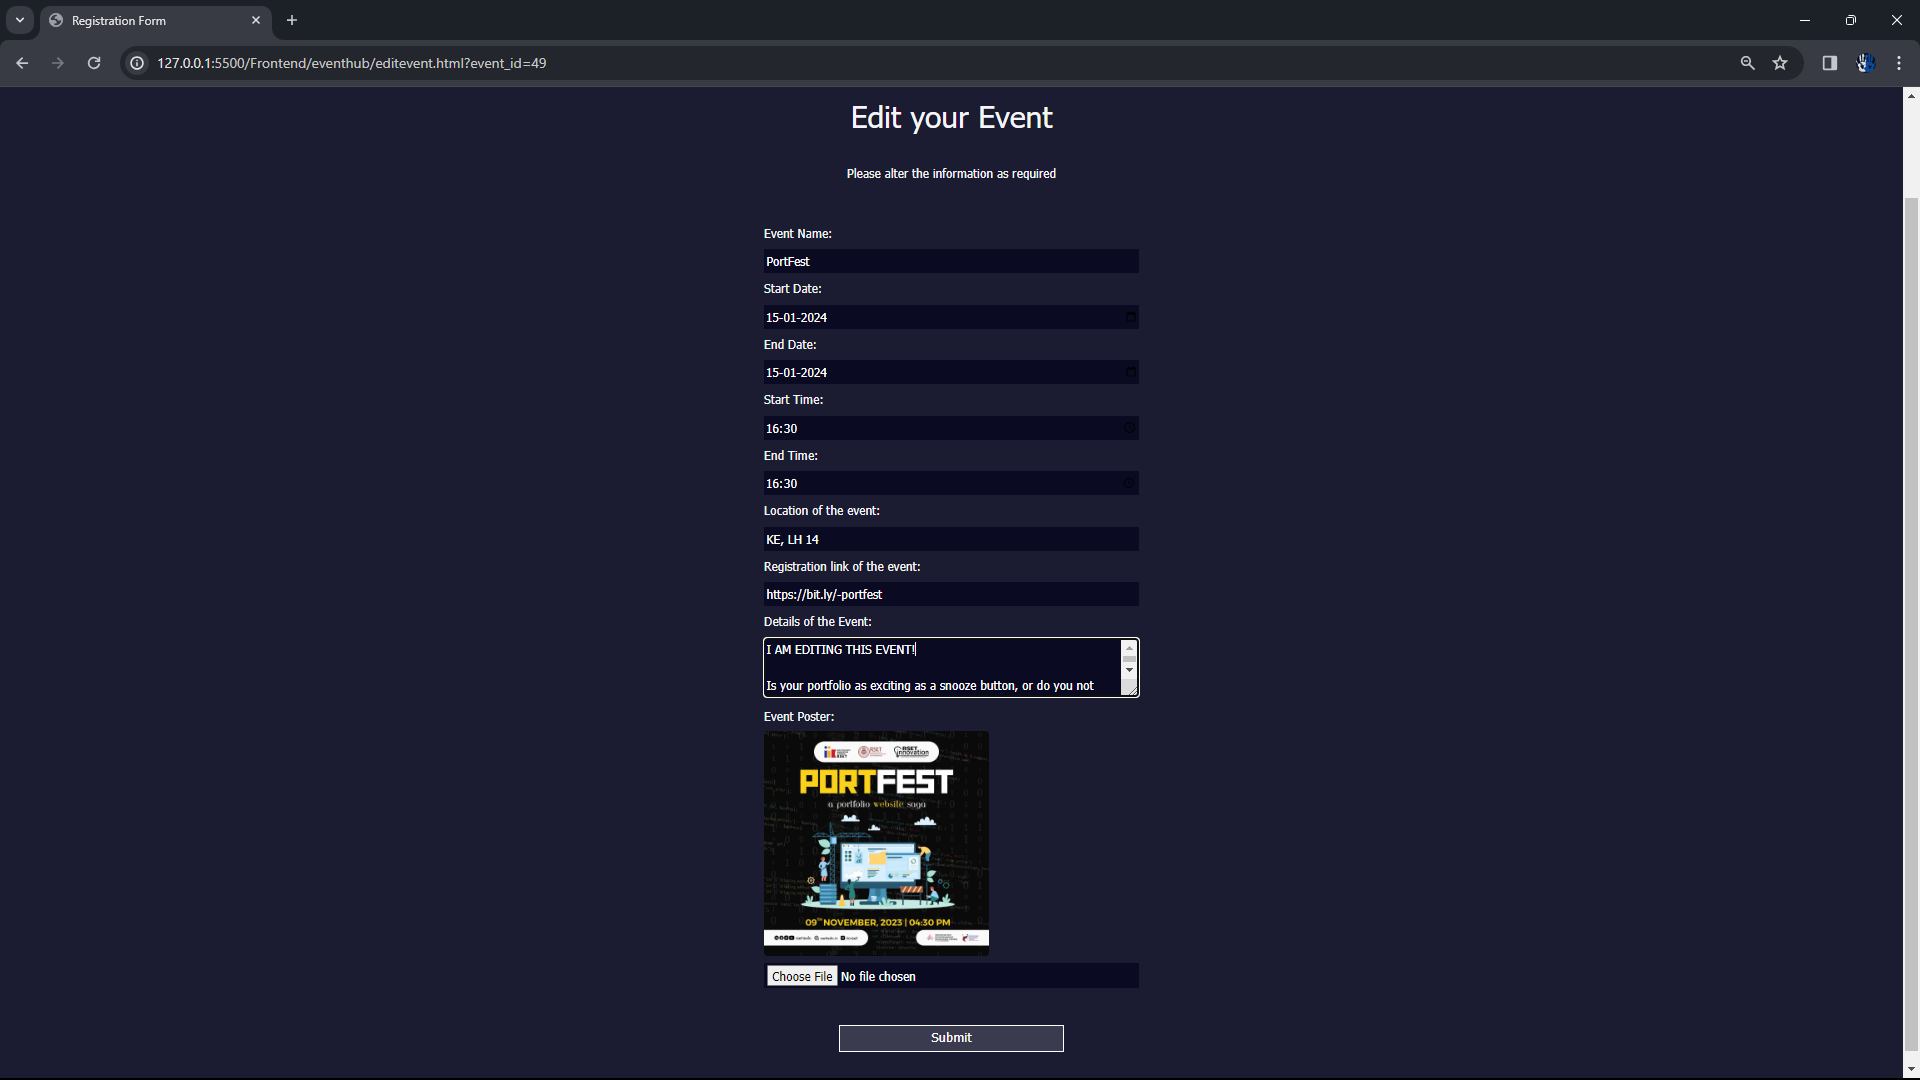 Registration Form
127.0.0.1:5500/Frontend/eventhub/editevent.html?event_id=49
Edit your Event
Please alter the information as required
Event Name:
PortFest
Start Date:
15-01-2024
End Date:
15-01-2024
Start Time:
16:30
End Time:
16:30
Location of the event:
KE, LH 14
Registration link of the event:
https://bit.ly/-portfest
Details of the Event:
I AM EDITING THIS EVENT!
Is your portfolio as exciting as a snooze button, or do you not
Event Poster:
RSET RSET innovation
PORTFEST
a portfolio website saga
09TH NOVEMBER, 2023 | 04:30 PM
Choose File No file chosen
Submit